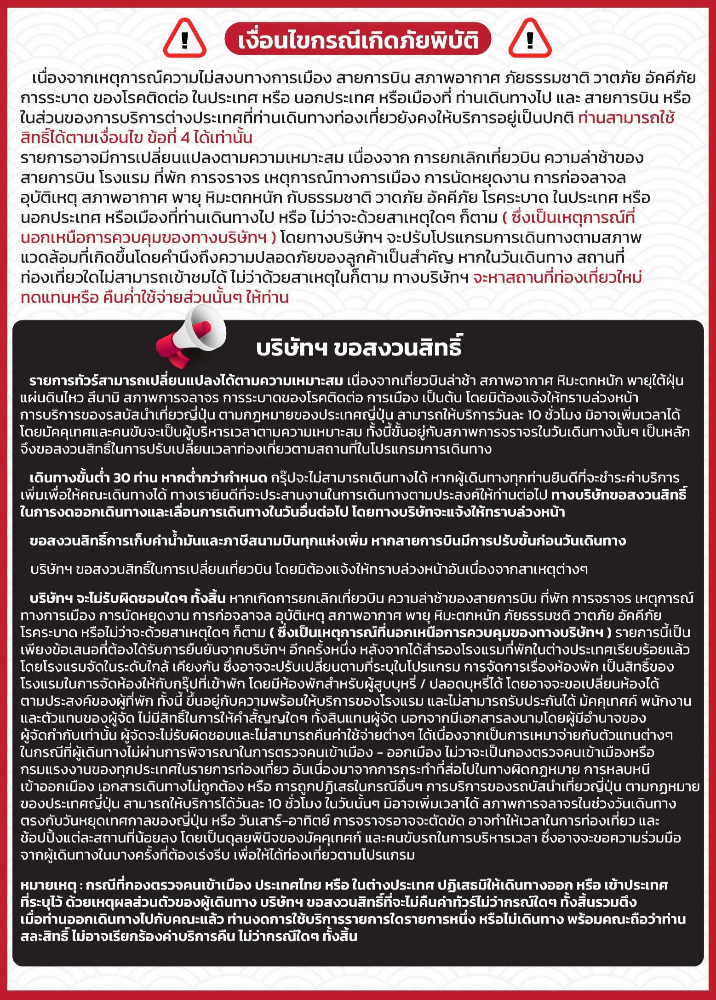 เงื่อนไขกรณีเกิดภัยพิบัติ
เนื่องจากเหตุการณ์ความไม่สงบทางการเมือง สายการบิน สภาพอากาศ ภัยธรรมชาติ วาตภัย อัคคีภัย
การระบาด ของโรคติดต่อ ในประเทศ หรือ นอกประเทศ หรือเมืองที่ ท่านเดินทางไป และ สายการบิน หรือ
ในส่วนของการบริการต่างประเทศที่ท่านเดินทางท่องเที่ยวยังคงให้บริการอยู่เป็นปกติ ท่านสามารถใช้
สิทธิ์ได้ตามเงื่อนไข ข้อที่ 4 ได้เท่านั้น
รายการอาจมีการเปลี่ยนแปลงตามความเหมาะสม เนื่องจาก การยกเลิกเที่ยวบิน ความล่าช้าของ
สายการบิน โรงแรม ที่พัก การจราจร เหตุการณ์ทางการเมือง การนัดหยุดงาน การก่อจลาจล
อุบัติเหตุ สภาพอากาศ พายุ หิมะตกหนัก กับธรรมชาติ วาดภัย อัคคีภัย โรคระบาด ในประเทศ หรือ
นอกประเทศ หรือเมืองที่ท่านเดินทางไป หรือ ไม่ว่าจะด้วยสาเหตุใดๆ ก็ตาม ( ซึ่งเป็นเหตุการณ์ที่
นอกเหนือการควบคุมของทางบริษัทฯ ) โดยทางบริษัทฯ จะปรับโปรแกรมการเดินทางตามสภาพ
แวดล้อมที่เกิดขึ้นโดยคำนึงถึงความปลอดภัยของลูกค้าเป็นสำคัญ หากในวันเดินทาง สถานที่
ท่องเที่ยวใดไม่สามารถเข้าชมได้ ไม่ว่าด้วยสาเหตุในก็ตาม ทางบริษัทฯ จะหาสถานที่ท่องเที่ยวใหม่
ทดแทนหรือ คืนค่ำใช้จ่ายส่วนนั้นๆ ให้ท่าน
บริษัทฯ ขอสงวนสิทธิ์
รายการทัวร์สามารถเปลี่ยนแปลงได้ตามความเหมาะสม เนื่องจากเที่ยวบินล่าช้า สภาพอากาศ หิมะตกหนัก พายุใต้ฝุ่น
แผ่นดินไหว สึนามิ สภาพการจลาจร การระบาดของโรคติดต่อ การเมือง เป็นต้น โดยมิต้องแจ้งให้ทราบล่วงหน้า
การบริการของรสบัสนำเที่ยวญี่ปุ่น ตามกฎหมายของประเทศญี่ปุ่น สามารถให้บริการวันละ 10 ชั่วโมง มิอาจเพิ่มเวลาได้
โดยมัคคุเทศและคนขับจะเป็นผู้บริหารเวลาตามความเหมาะสม ทั้งนี้ขั้นอยู่กับสภาพการจราจรในวันเดินทางนั้นๆ เป็นหลัก
จึงขอสงวนสิทธิ์ในการปรับเปลี่ยนเวลาท่องเที่ยวตามสถานที่ในโปรแกรมการเดินทาง
เดินทางขั้นต่ำ 30 ท่าน หากต่ำกว่ากำหนด กรุ๊ปจะไม่สามารถเดินทางได้ หากผู้เดินทางทุกท่านยินดีที่จะชำระค่าบริการ
เพิ่มเพื่อให้คณะเดินทางได้ ทางเรายินดีที่จะประสานงานในการเดินทางตามประสงค์ให้ท่านต่อไป ทางบริษัทขอสงวนสิทธิ์
ในการงดออกเดินทางและเลื่อนการเดินทางในวันอื่นต่อไป โดยทางบริษัทจะแจ้งให้ทราบล่วงหน้า
ขอสงวนสิทธิ์การเก็บค่าน้ำมันและภาษีสนามบินทุกแห่งเพิ่ม หากสายการบินมีการปรับขั้นก่อนวันเดินทาง
บริษัทฯ ขอสงวนสิทธิ์ในการเปลี่ยนเที่ยวบิน โดยมิต้องแจ้งให้ทราบล่วงหน้าอันเนื่องจากสาเหตุต่างๆ
บริษัทฯ จะไม่รับผิดชอบใดๆ ทั้งสิ้น หากเกิดการยกเลิกเที่ยวบิน ความล่าช้าของสายการบิน ที่พัก การจราจร เหตุการณ์
ทางการเมือง การนัดหยุดงาน การก่อจลาจล อุบัติเหตุ สภาพอากาศ พายุ หิมะตกหนัก ภัยธรรมชติ วาตภัย อัคคีภัย
โรคระบาด หรือไม่ว่าจะด้วยสาเหตุใดๆ ก็ตาม ( ซึ่งเป็นเหตุการณ์ที่นอกเหนือการควบคุมของทางบริษัทฯ ) รายการนี้เป็น
เพียงข้อเสนอที่ต้องได้รับการยืนยันจากบริษัทฯ อีกครั้งหนึ่ง หลังจากได้สำรองโรงแรมที่พักในต่างประเทศเรียบร้อยแล้ว
โดยโรงแรมจัดในระดับใกล้ เคียงกัน ซึ่งอาจจะปรับเปลี่ยนตามที่ระบุในโปรแกรม การจัดการเรื่องห้องพัก เป็นสิทธิ์ของ
โรงแรมในการจัดห้องให้กับกรุ๊ปที่เข้าพัก โดยมีห้องพักสำหรับผู้สูบบุหรี่ / ปลอดบุหรี่ได้ โดยอาจจะขอเปลี่ยนห้องได้
ตามประสงค์ของผู้ที่พัก ทั้งนี้ ขึ้นอยู่กับความพร้อมให้บริการของโรงแรม และไม่สามารถรับประกันได้ มัคคุเทศค์ พนักงาน
และตัวแทนของผู้จัด ไม่มีสิทธิ์ในการให้คำสั้ญญใดๆ ทั้งสินแทนผู้จัด นอกจากมีเอกสารลงนามโดยผู้มีอำนาจของ
ผู้จัดกำกับเท่านั้น ผู้จัดจะไม่รับผิดชอบและไม่สามารถคืนค่าใช้จ่ายต่างๆ ได้เนื่องจากเป็นการเหมาจ่ายกับตัวแทนต่างๆ
ในกรณีที่ผู้เดินทางไม่ผ่านการพิจารณาในการตรวจคนเข้าเมือง – ออกเมือง ไม่วาจะเป็นกองตรวจคนเข้าเมืองหรือ
กรมแรงงานของทุกประเทศในรายการท่องเที่ยว อันเนื่องมาจากการกระทำที่ส่อไปในทางผิดกฎหมาย การหลบหนี
เข้าออกเมือง เอกสารเดินทางไม่ถูกต้อง หรือ การถูกปฏิเสธในกรณีอื่นๆ การบริการของรถบัสนำเที่ยวญี่ปุ่น ตามกฎหมาย
ของประเทศญี่ปุ่น สามารถให้บริการได้วันละ 10 ชั่วโมง ในวันนั้นๆ มิอาจเพิ่มเวลาได้ สภาพการจลาจรในช่วงวันเดินทาง
ตรงกับวันหยุดเทศกาลของญี่ปุ่น หรือ วันเสาร์-อาทิตย์ การจราจรอาจจะตัดขัด อาจทำให้เวลาในการท่องเที่ยว และ
ช้อปปิ้งแต่ละสถานที่น้อยลง โดยเป็นดุลยพินิจของมัคคุเทศก์ และคนขับรถในการบริหารเวลา ซึ่งอาจจะขอความร่วมมือ
จากผู้เดินทางในบางครั้งที่ต้องเร่งรีบ เพื่อให้ได้ท่องเที่ยวตามโปรแกรม
หมายเหตุ : กรณีที่กองตรวจคนเข้าเมือง ประเทศไทย หรือ ในต่างประเทศ ปฏิเสธมิให้เดินทางออก หรือ เข้าประเทศ
ที่ระบุไว้ ด้วยเหตุผลส่วนตัวของผู้เดินทาง บริษัทฯ ขอสงวนสิทธิ์ที่จะไม่คืนค่าทัวร์ไม่ว่ากรณ์ใดๆ ทั้งสิ้นรวมตึง
เมื่อท่านออกเดินทางไปกับคณะแล้ว ท่านงดการใช้บริการรายการใดรายการหนึ่ง หรือไม่เดินทาง พร้อมคณะถือว่าท่าน
สละสิทธิ์ ไม่อาจเรียกร้องค่าบริการคืน ไม่ว่ากรณีใดๆ ทั้งสิ้น